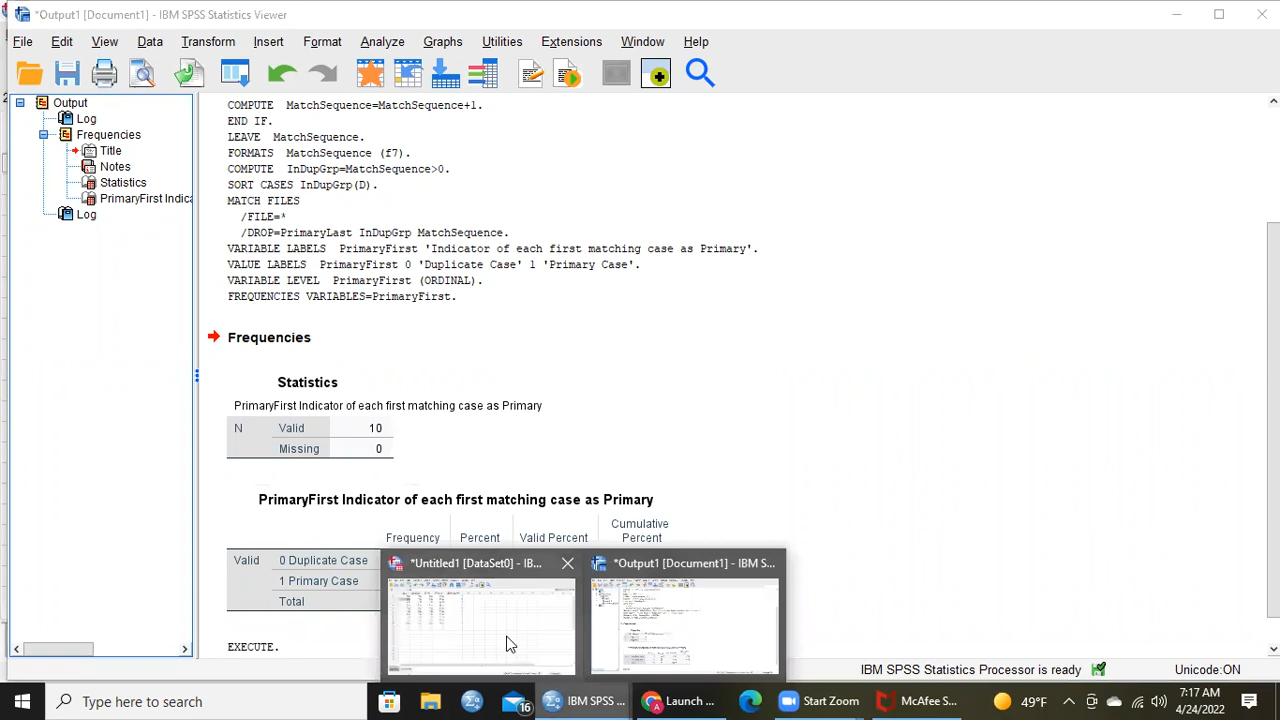 *Output1 [Document1] - IBM SPSS Statistics Viewer
File Edit View Data Transform Insert Format Analyze Graphs Utilities Extensions Window Help
Output
Log
Frequencies
Title
Notes
Statistics
PrimaryFirst Indica
Log
COMPUTE MatchSequence=MatchSequence+1.
END IF.
LEAVE MatchSequence.
FORMATS MatchSequence (f7).
COMPUTE InDupGrp=MatchSequence>0.
SORT CASES InDupGrp(D).
MATCH FILES
/FILE=*
/DROP=PrimaryLast InDupGrp MatchSequence.
VARIABLE LABELS PrimaryFirst 'Indicator of each first matching case as Primary'.
VALUE LABELS PrimaryFirst 0 'Duplicate Case' 1 'Primary Case'.
VARIABLE LEVEL PrimaryFirst (ORDINAL).
FREQUENCIES VARIABLES=PrimaryFirst.
Frequencies
Statistics
PrimaryFirst Indicator of each first matching case as Primary
N Valid 10
Missing 0
PrimaryFirst Indicator of each first matching case as Primary
Frequency Percent Valid Percent Cumulative Percent
Valid 0 Duplicate Case
1 Primary Case
Total
EXECUTE.
*Untitled1 [DataSet0] - IB...
*Output1 [Document1] - IBM S...
IBM SPSS Statistics Processor is
Unicode:ON
Type here to search
16
IBM SPSS ...
Launch ...
Start Zoom
McAfee S...
49°F
7:17 AM
4/24/2022